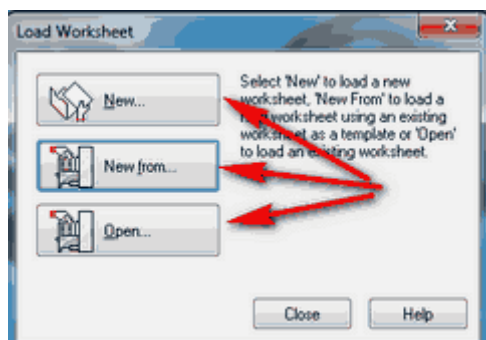 Load Worksheet
New...
New from...
Open...
Select 'New' to load a new
worksheet, 'New From' to load a
worksheet using an existing
worksheet as a template or 'Open'
to load an existing worksheet.
Close
Help